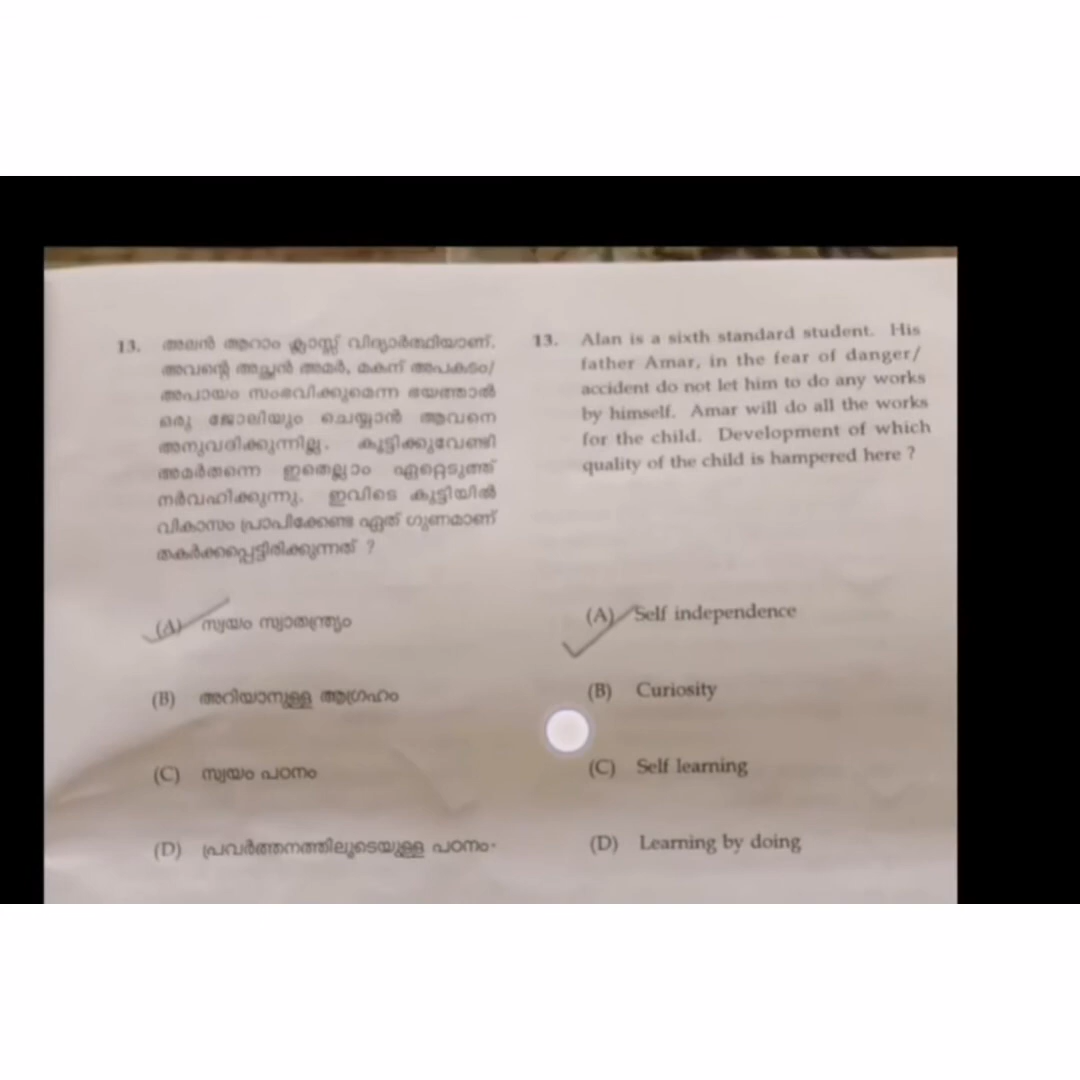 13. അലൻ ആറാം ക്ലാസ്സ് വിദ്യാർത്ഥിയാണ്.
അവന്റെ അച്ഛൻ അമർ, മകന് അപകടം/
അപായം സംഭവിക്കുമെന്ന ഭയത്താൽ
ഒരു ജോലിയും ചെയ്യാൻ അവനെ
അനുവദിക്കുന്നില്ല. കുട്ടിക്കുവേണ്ടി
അമർതന്നെ ഇതെല്ലാം ഏറ്റെടുത്ത്
നർവഹിക്കുന്നു. ഇവിടെ കുട്ടിയിൽ
വികാസം പ്രാപിക്കേണ്ട ഏത് ഗുണമാണ്
തകർക്കപ്പെട്ടിരിക്കുന്നത് ?
(A) സ്വയം സ്വാതന്ത്ര്യം
(B) അറിയാനുള്ള ആഗ്രഹം
(C) സ്വയം പഠനം
(D) പ്രവർത്തനത്തിലൂടെയുള്ള പഠനം.
13. Alan is a sixth standard student. His
father Amar, in the fear of danger/
accident do not let him to do any works
by himself. Amar will do all the works
for the child. Development of which
quality of the child is hampered here ?
(A) Self independence
(B) Curiosity
(C) Self learning
(D) Learning by doing